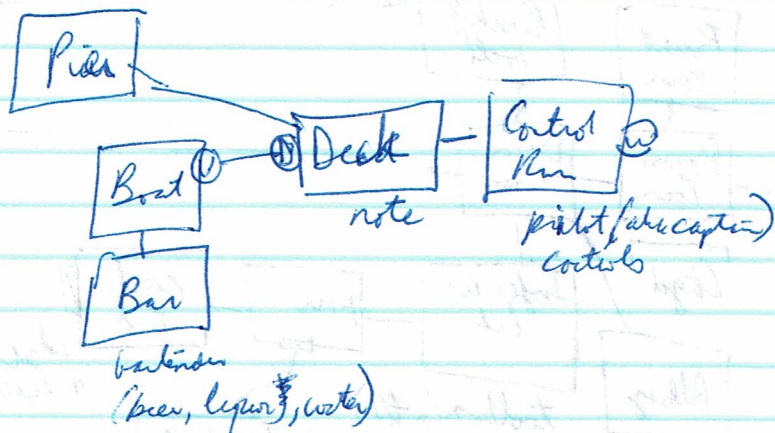 Pier
Boat U
D Deck
Control
Rm U
note
pilot (aka captain)
controls
Bar
bartender
(beer, liquor, water)